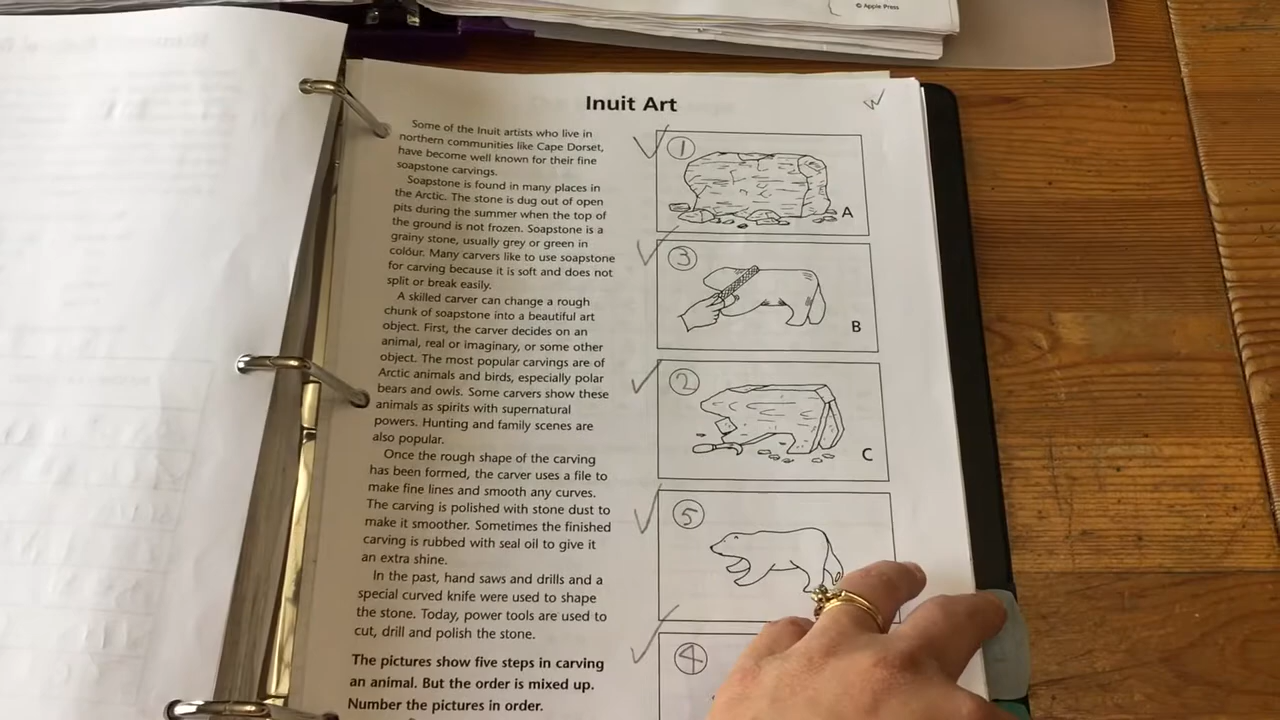 © Apple Press
Inuit Art
Some of the Inuit artists who live in
northern communities like Cape Dorset,
have become well known for their fine
soapstone carvings.
Soapstone is found in many places in
the Arctic. The stone is dug out of open
pits during the summer when the top of
the ground is not frozen. Soapstone is a
grainy stone, usually grey or green in
colour. Many carvers like to use soapstone
for carving because it is soft and does not
split or break easily.
A skilled carver can change a rough
chunk of soapstone into a beautiful art
object. First, the carver decides on an
animal, real or imaginary, or some other
object. The most popular carvings are of
Arctic animals and birds, especially polar
bears and owls. Some carvers show these
animals as spirits with supernatural
powers. Hunting and family scenes are
also popular.
Once the rough shape of the carving
has been formed, the carver uses a file to
make fine lines and smooth any curves.
The carving is polished with stone dust to
make it smoother. Sometimes the finished
carving is rubbed with seal oil to give it
an extra shine.
In the past, hand saws and drills and a
special curved knife were used to shape
the stone. Today, power tools are used to
cut, drill and polish the stone.
The pictures show five steps in carving
an animal. But the order is mixed up.
Number the pictures in order.
1
A
3
B
2
C
5
4